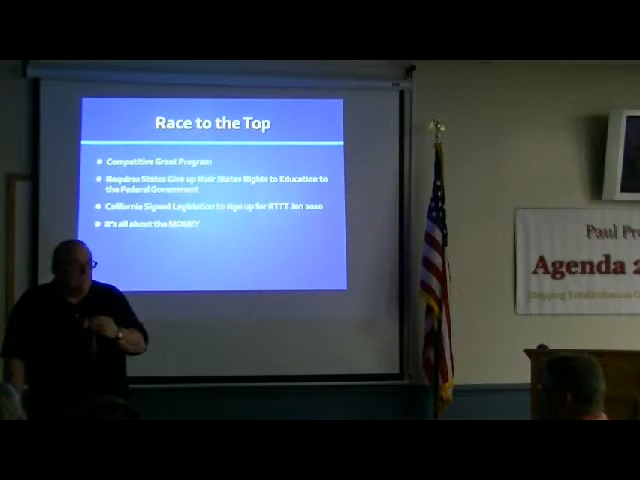 Race to the Top
Competitive Grant Program
Requires States Give up their States Rights to Education to
the Federal Government
California Signed Legislation to sign up for RTTT Jan 2010
It's all about the MONEY
Paul
Agenda 2
Stopping